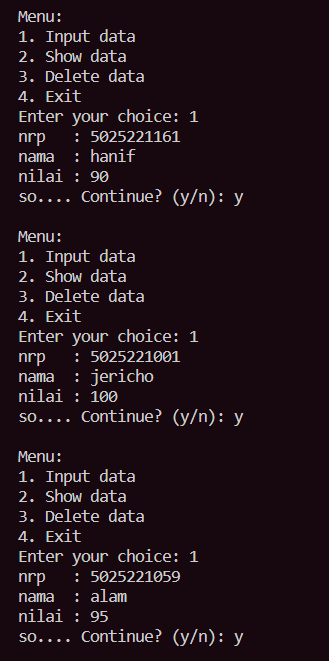 Menu:
1. Input data
2. Show data
3. Delete data
4. Exit
Enter your choice: 1
nrp   : 5025221161
nama  : hanif
nilai : 90
so.... Continue? (y/n): y

Menu:
1. Input data
2. Show data
3. Delete data
4. Exit
Enter your choice: 1
nrp   : 5025221001
nama  : jericho
nilai : 100
so.... Continue? (y/n): y

Menu:
1. Input data
2. Show data
3. Delete data
4. Exit
Enter your choice: 1
nrp   : 5025221059
nama  : alam
nilai : 95
so.... Continue? (y/n): y